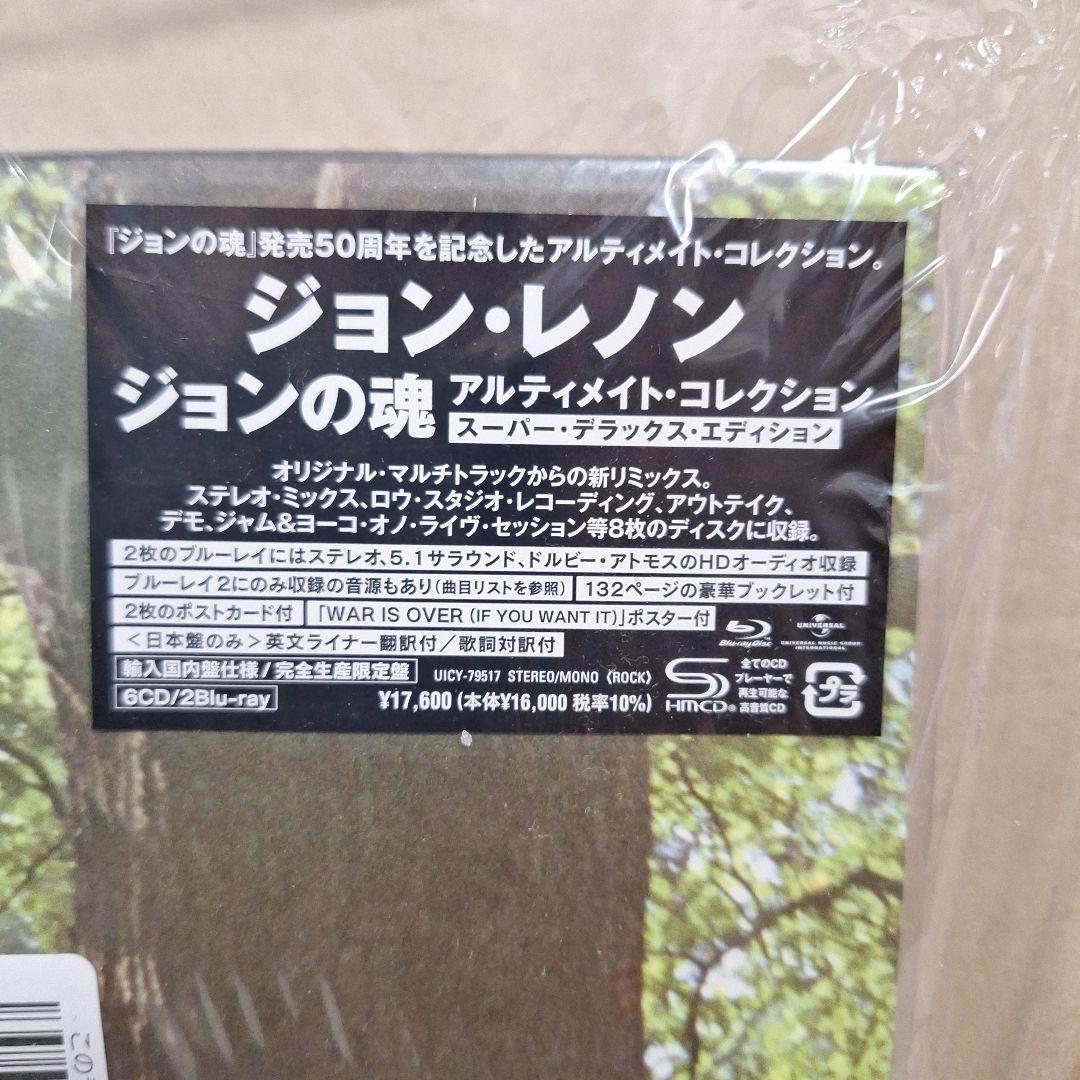 『ジョンの魂』発売50周年を記念したアルティメイト・コレクション。
ジョン・レノン
ジョンの魂 アルティメイト・コレクション
スーパー・デラックス・エディション
オリジナル・マルチトラックからの新リミックス。
ステレオ・ミックス、ロウ・スタジオ・レコーディング、アウトテイク、
デモ、ジャム&ヨーコ・オノ・ライヴ・セッション等8枚のディスクに収録。
2枚のブルーレイにはステレオ、5.1サラウンド、ドルビー・アトモスのHDオーディオ収録
ブルーレイ2にのみ収録の音源もあり(曲目リストを参照) 132ページの豪華ブックレット付
2枚のポストカード付 「WAR IS OVER (IF YOU WANT IT)」ポスター付
<日本盤のみ>英文ライナー翻訳付/歌詞対訳付
Blu-ray Disc
UNIVERSAL
UNIVERSAL MUSIC GROUP
INTERNATIONAL
輸入国内盤仕様/完全生産限定盤 UICY-79517 STEREO/MONO 〈ROCK〉
6CD/2Blu-ray ¥17,600 (本体¥16,000 税率10%)
HMCD®
全てのCD
プレーヤーで
再生可能な
高音質CD
プラ
この